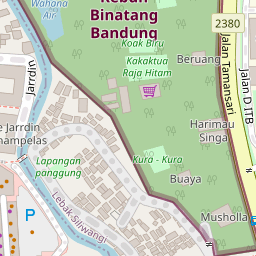 Wahana
Air
Kebun
Binatang
Bandung
Koak Biru
Kakaktua
Raja Hitam
Beruang
2380
Jalan Tamansari
Jalan D ITB
Jarrdin
Harimau
Singa
e Jarrdin
hampelas
Lapangan
panggung
Kura - Kura
Buaya
Lebak-Siliwangi
P
Musholla